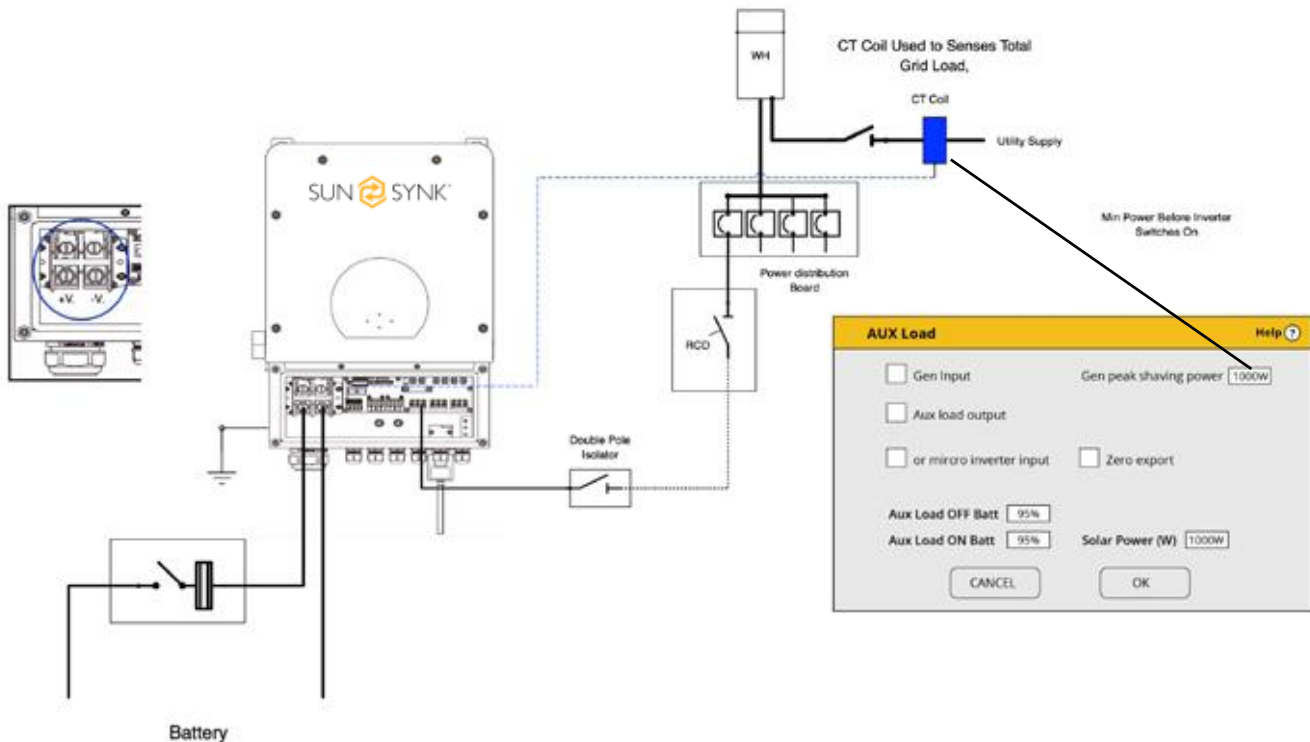 WH
CT Coil Used to Senses Total
Grid Load,
CT Coil
Utility Supply
SUN SYNK
+V. -V.
Min Power Before Inverter
Switches On
Power distribution
Board
RCD
Double Pole
Isolator
AUX Load
Help ?
Gen Input
Gen peak shaving power 1000W
Aux load output
or mircro inverter input
Zero export
Aux Load OFF Batt 95%
Aux Load ON Batt 95%
Solar Power (W) 1000W
CANCEL
OK
Battery